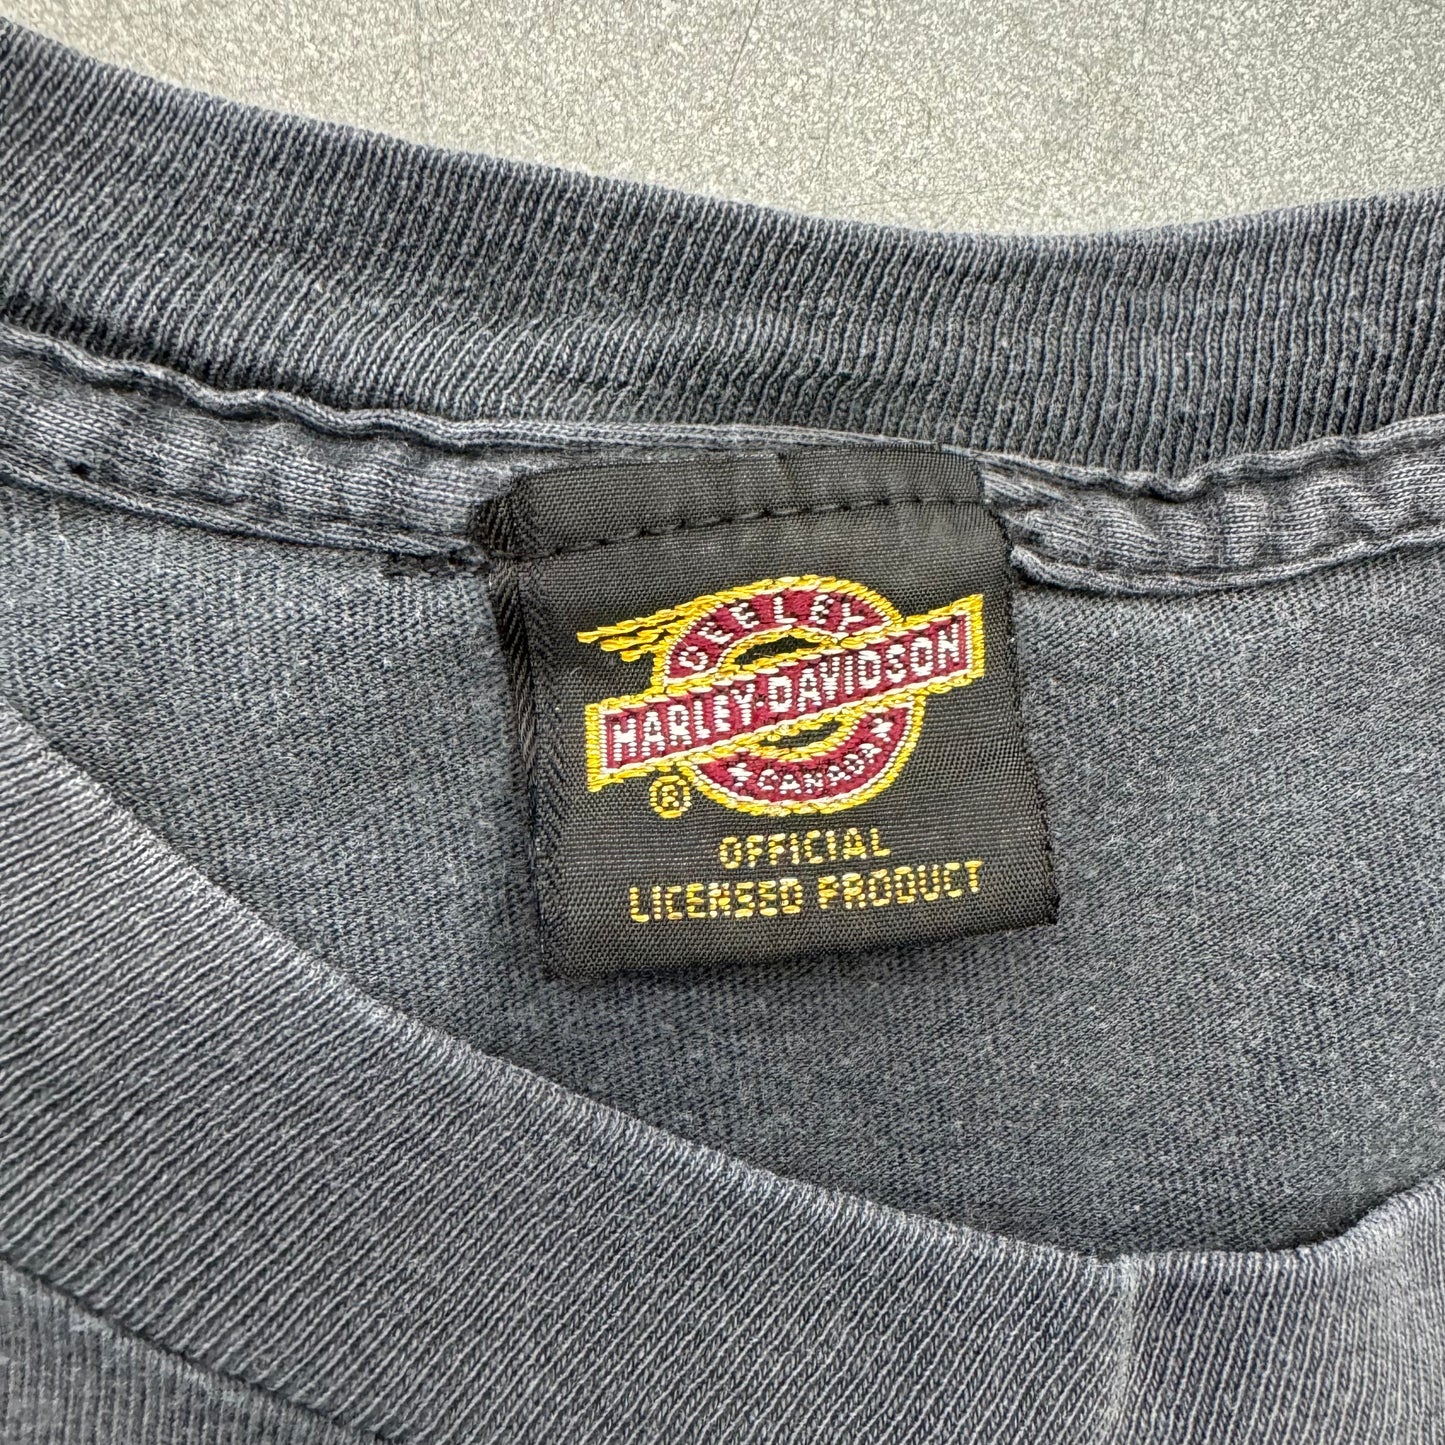 DEELEY
HARLEY-DAVIDSON
CANADA
®
OFFICIAL
LICENSED PRODUCT